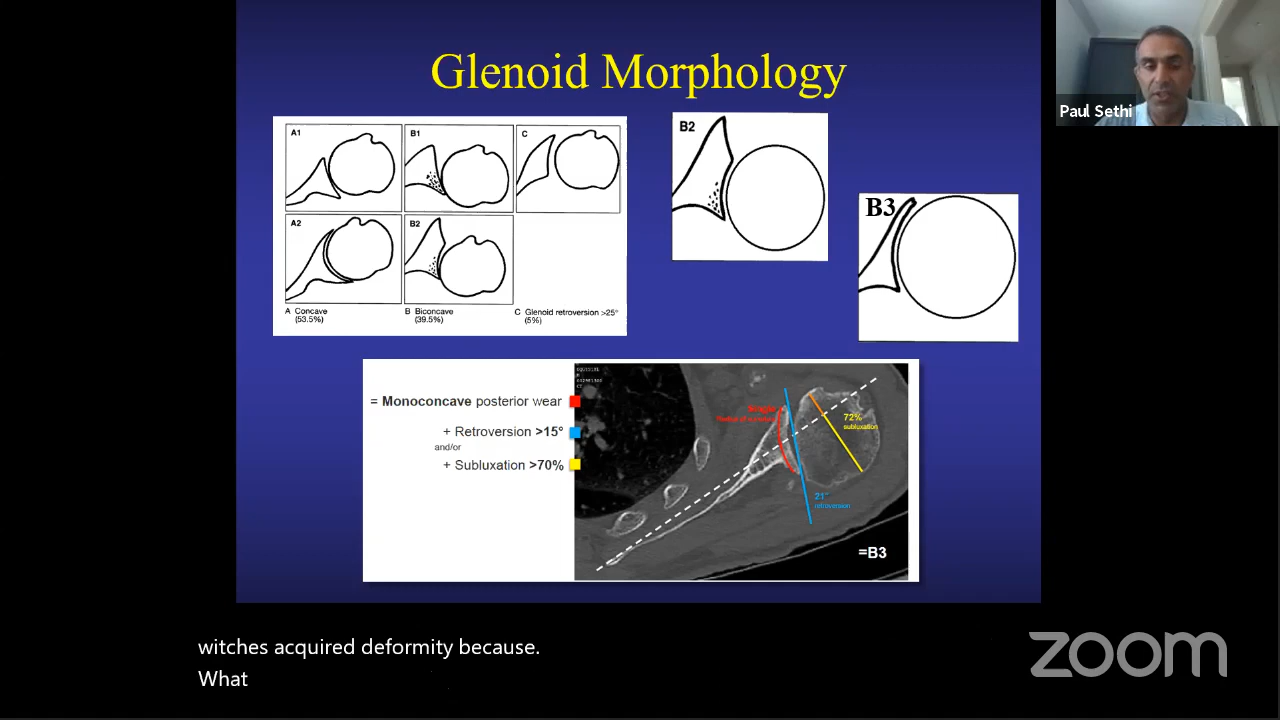 Glenoid Morphology
Paul Sethi
A1
B1
C
A2
B2
A Concave
(53.5%)
B Biconcave
(39.5%)
C Glenoid retroversion >25°
(5%)
B2
B3
= Monoconcave posterior wear
+ Retroversion >15°
and/or
+ Subluxation >70%
Single
72%
subluxation
21°
retroversion
=B3
witches acquired deformity because.
What
zoom